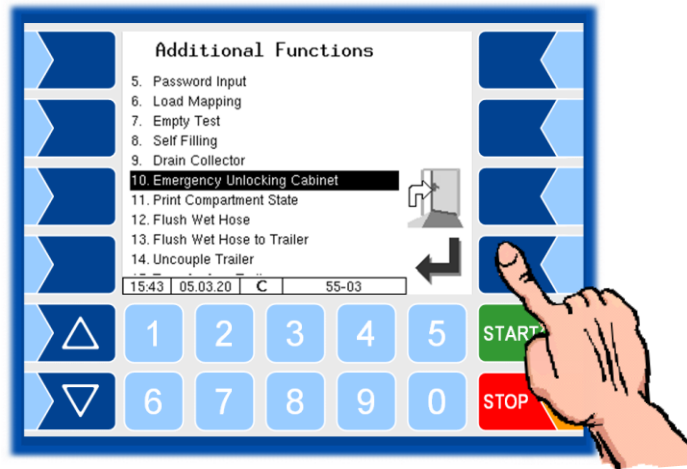 Additional Functions
5. Password Input
6. Load Mapping
7. Empty Test
8. Self Filling
9. Drain Collector
10. Emergency Unlocking Cabinet
11. Print Compartment State
12. Flush Wet Hose
13. Flush Wet Hose to Trailer
14. Uncouple Trailer
15:43 05.03.20 C 55-03
1 2 3 4 5 START
6 7 8 9 0 STOP